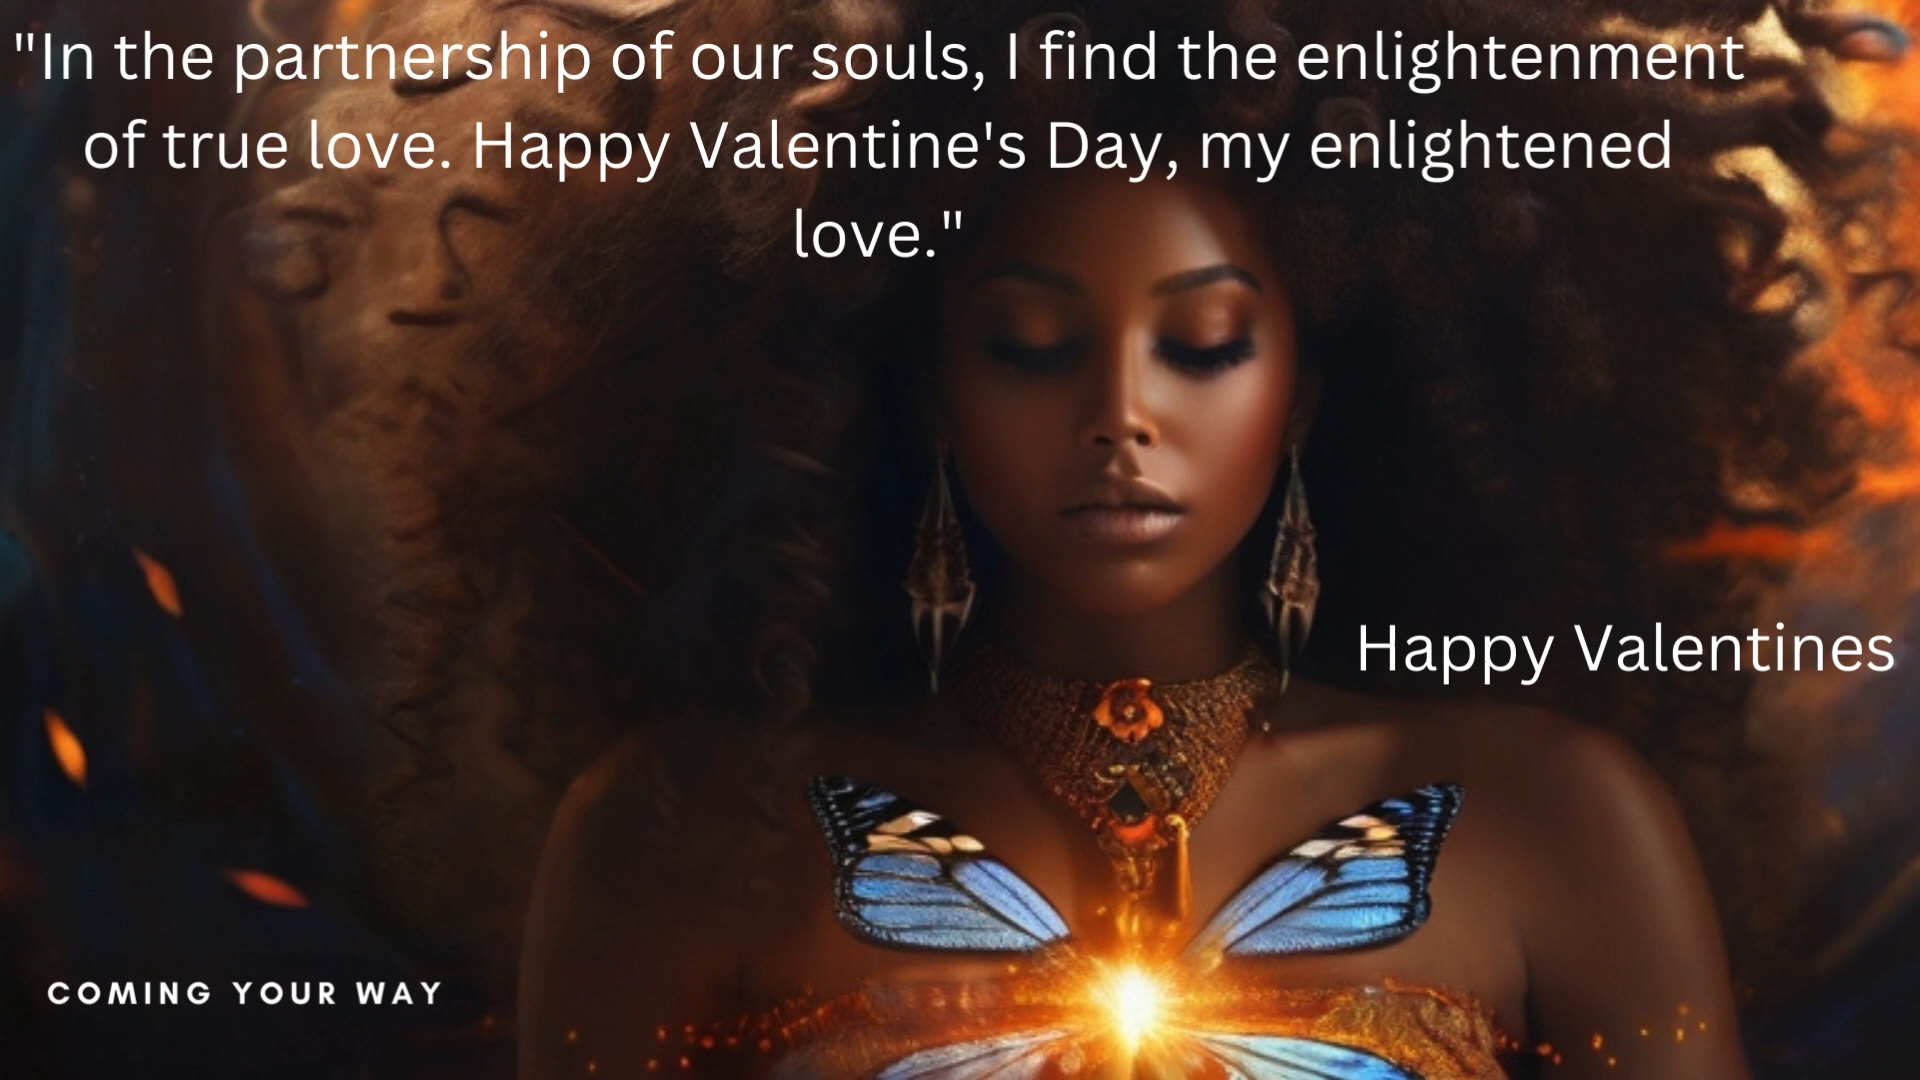 "In the partnership of our souls, I find the enlightenment
of true love. Happy Valentine's Day, my enlightened
love."
Happy Valentines
COMING YOUR WAY